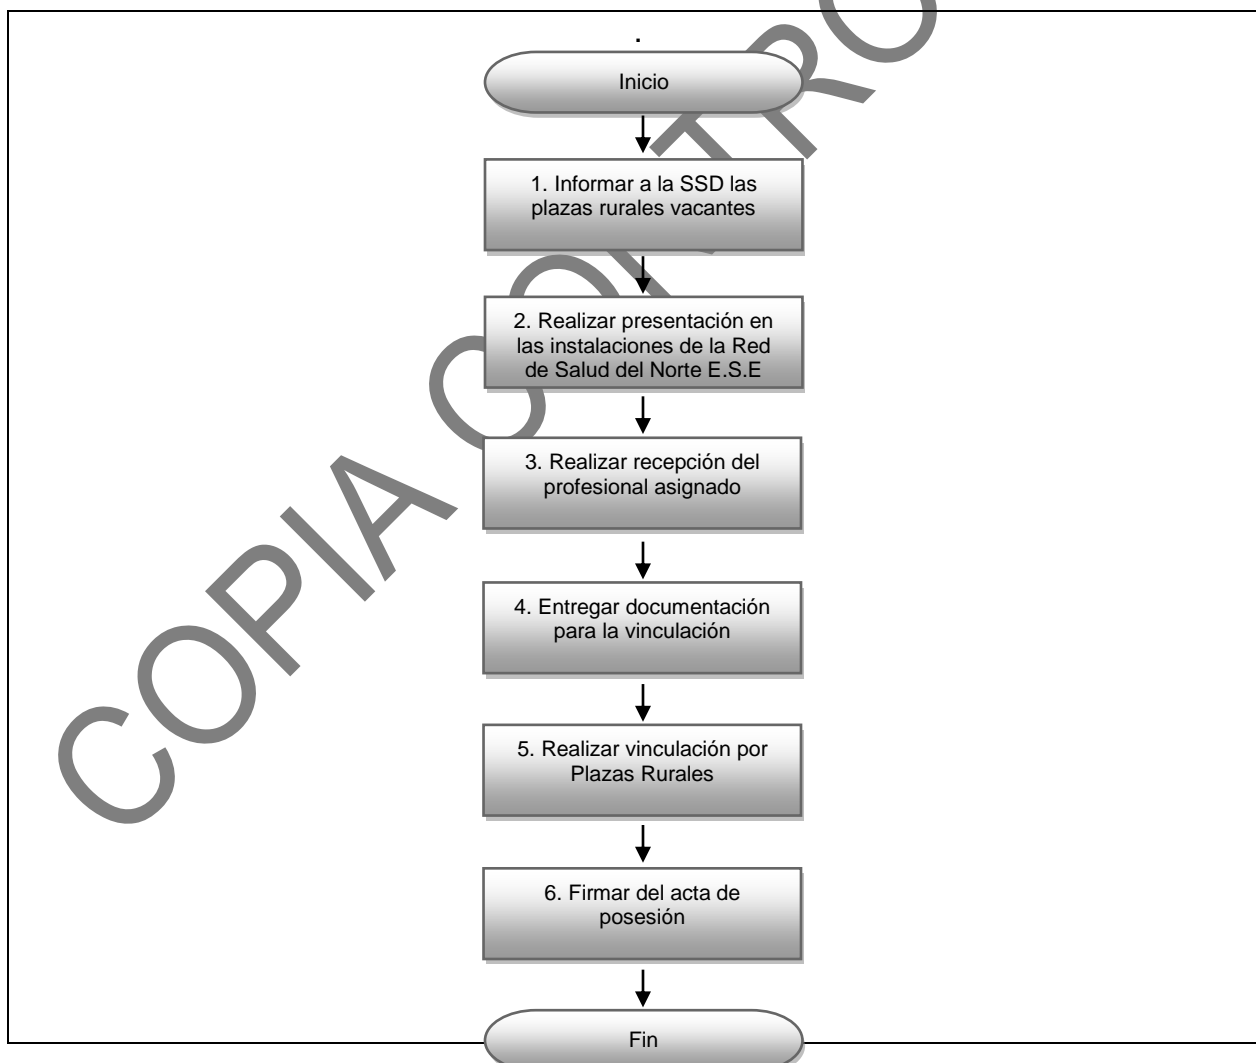 .
Inicio
1. Informar a la SSD las
plazas rurales vacantes
2. Realizar presentación en
las instalaciones de la Red
de Salud del Norte E.S.E
3. Realizar recepción del
profesional asignado
4. Entregar documentación
para la vinculación
5. Realizar vinculación por
Plazas Rurales
6. Firmar del acta de
posesión
Fin
COPIA